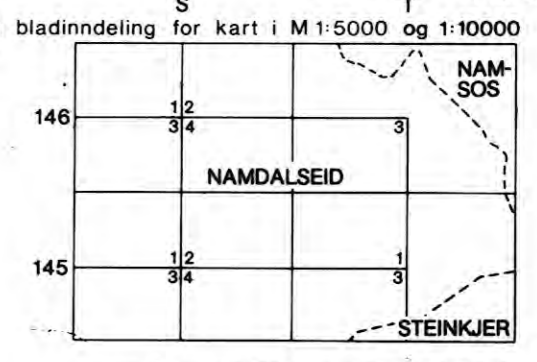 S T
bladinndeling for kart i M 1:5000 og 1:10000
NAM-
SOS
1 2
146
3 4 3
NAMDALSEID
1 2 1
145
3 4 3
STEINKJER